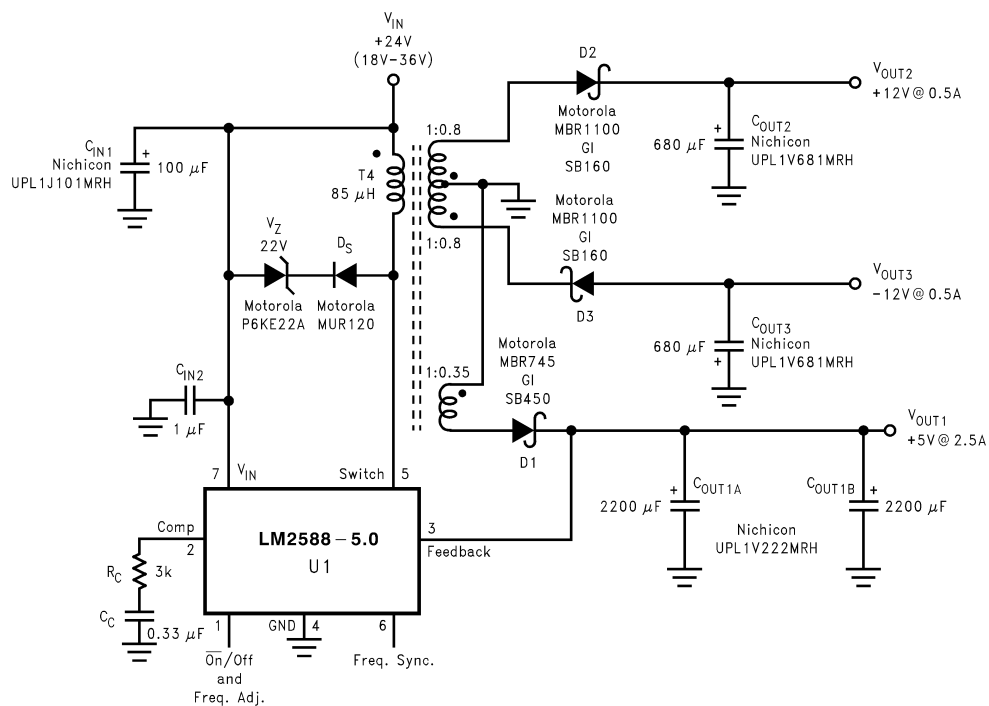 V_IN
+24V
(18V-36V)
D2
V_OUT2
+12V@0.5A
Motorola
MBR1100
GI
SB160
680 μF
+
C_OUT2
Nichicon
UPL1V681MRH
C_IN1
Nichicon
UPL1J101MRH
+
100 μF
1:0.8
T4
85 μH
1:0.8
Motorola
MBR1100
GI
SB160
D3
V_OUT3
-12V@0.5A
V_Z
22V
D_S
Motorola
P6KE22A
Motorola
MUR120
680 μF
+
C_OUT3
Nichicon
UPL1V681MRH
C_IN2
1 μF
1:0.35
Motorola
MBR745
GI
SB450
D1
V_OUT1
+5V@2.5A
7
V_IN
Switch
5
2200 μF
+
C_OUT1A
C_OUT1B
+
2200 μF
Nichicon
UPL1V222MRH
Comp
2
LM2588-5.0
U1
3
Feedback
R_C
3k
C_C
0.33 μF
1
GND
4
6
O̅n̅/Off
and
Freq. Adj.
Freq. Sync.